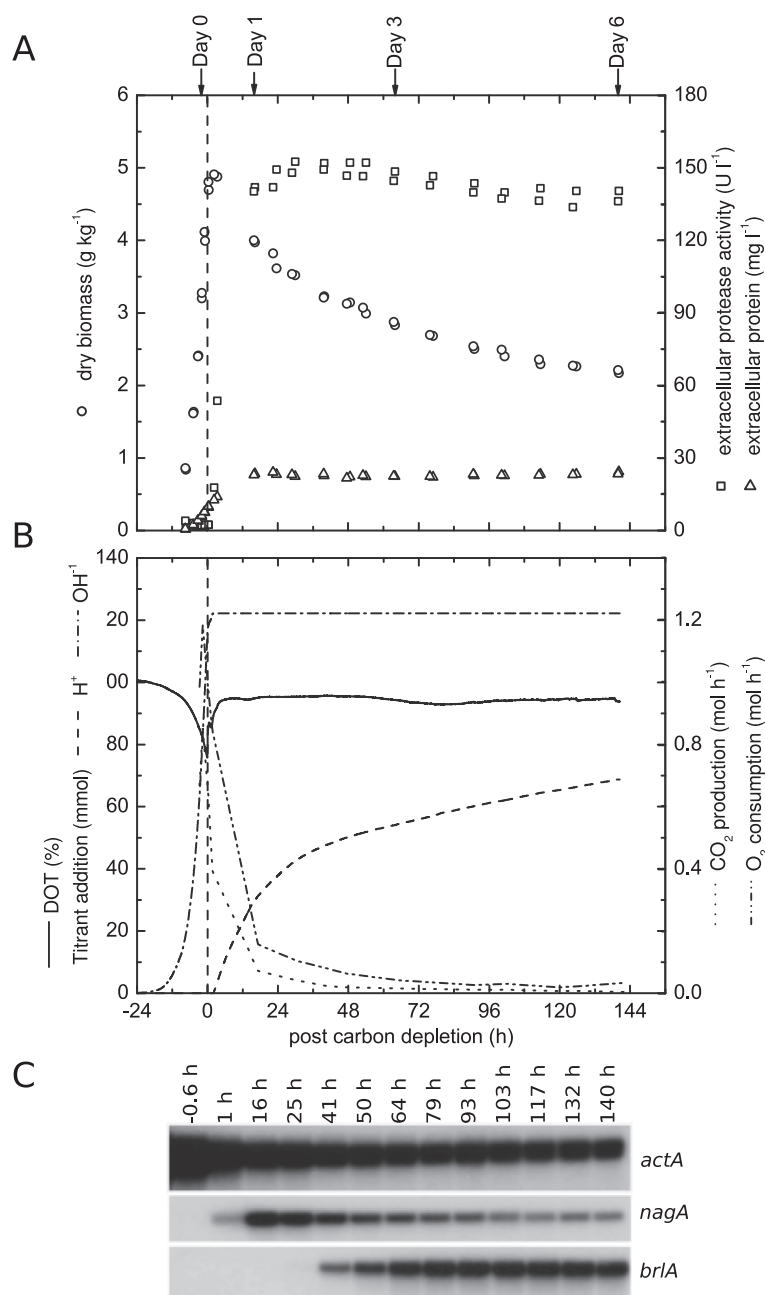 Day 0
Day 1
Day 3
Day 6
A
6
5
4
3
2
1
0
dry biomass (g kg⁻¹)
180
150
120
90
60
30
0
extracellular protease activity (U l⁻¹)
extracellular protein (mg l⁻¹)
B
140
20
00
80
60
40
20
0
DOT (%)
Titrant addition (mmol)
H⁺
OH⁻¹
1.2
0.8
0.4
0.0
CO₂ production (mol h⁻¹)
O₂ consumption (mol h⁻¹)
-24 0 24 48 72 96 120 144
post carbon depletion (h)
C
-0.6 h
1 h
16 h
25 h
41 h
50 h
64 h
79 h
93 h
103 h
117 h
132 h
140 h
actA
nagA
brlA